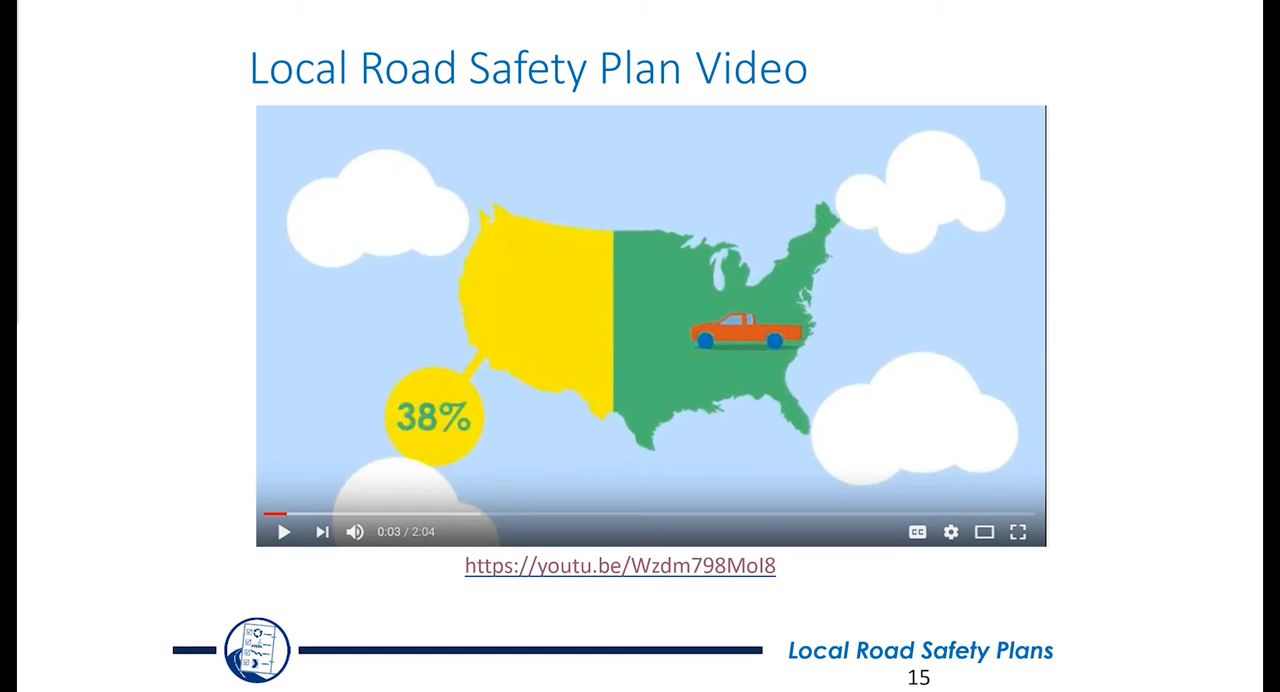 Local Road Safety Plan Video
38%
0:03 / 2:04
CC
https://youtu.be/Wzdm798MoI8
Local Road Safety Plans
15